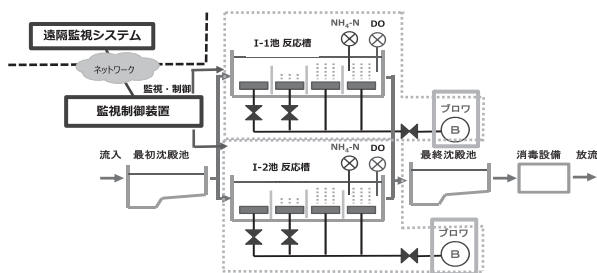 遠隔監視システム
ネットワーク
監視・制御
監視制御装置
I-1池 反応槽
NH₄-N
DO
ブロワ
B
流入
最初沈殿池
I-2池 反応槽
NH₄-N
DO
最終沈殿池
消毒設備
放流
ブロワ
B